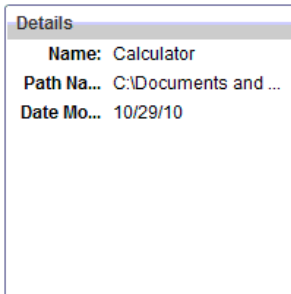 Details
Name: Calculator
Path Na... C:\Documents and ...
Date Mo... 10/29/10